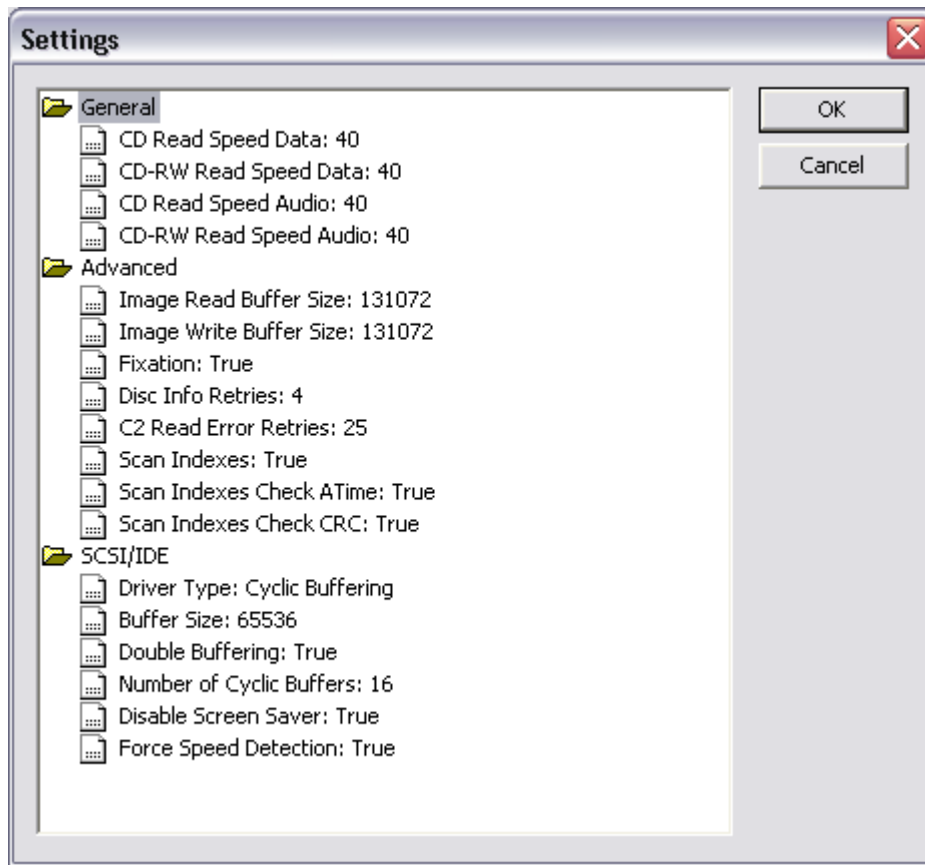 Settings
General
CD Read Speed Data: 40
CD-RW Read Speed Data: 40
CD Read Speed Audio: 40
CD-RW Read Speed Audio: 40
Advanced
Image Read Buffer Size: 131072
Image Write Buffer Size: 131072
Fixation: True
Disc Info Retries: 4
C2 Read Error Retries: 25
Scan Indexes: True
Scan Indexes Check ATime: True
Scan Indexes Check CRC: True
SCSI/IDE
Driver Type: Cyclic Buffering
Buffer Size: 65536
Double Buffering: True
Number of Cyclic Buffers: 16
Disable Screen Saver: True
Force Speed Detection: True
OK
Cancel